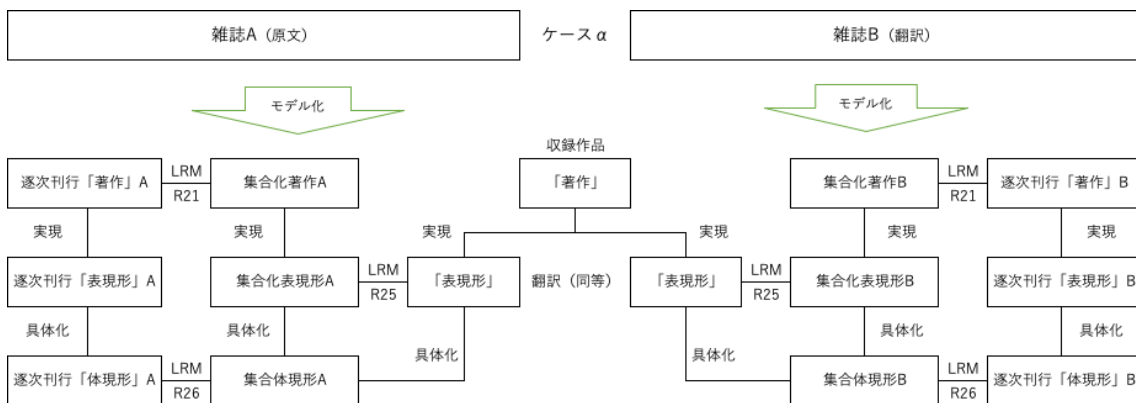 雑誌A（原文）
ケースα
雑誌B（翻訳）
モデル化
モデル化
収録作品
逐次刊行「著作」A
LRM
R21
集合化著作A
「著作」
集合化著作B
LRM
R21
逐次刊行「著作」B
実現
実現
実現
実現
実現
実現
逐次刊行「表現形」A
集合化表現形A
LRM
R25
「表現形」
翻訳（同等）
「表現形」
LRM
R25
集合化表現形B
逐次刊行「表現形」B
具体化
具体化
具体化
具体化
具体化
具体化
逐次刊行「体現形」A
LRM
R26
集合体現形A
集合体現形B
LRM
R26
逐次刊行「体現形」B